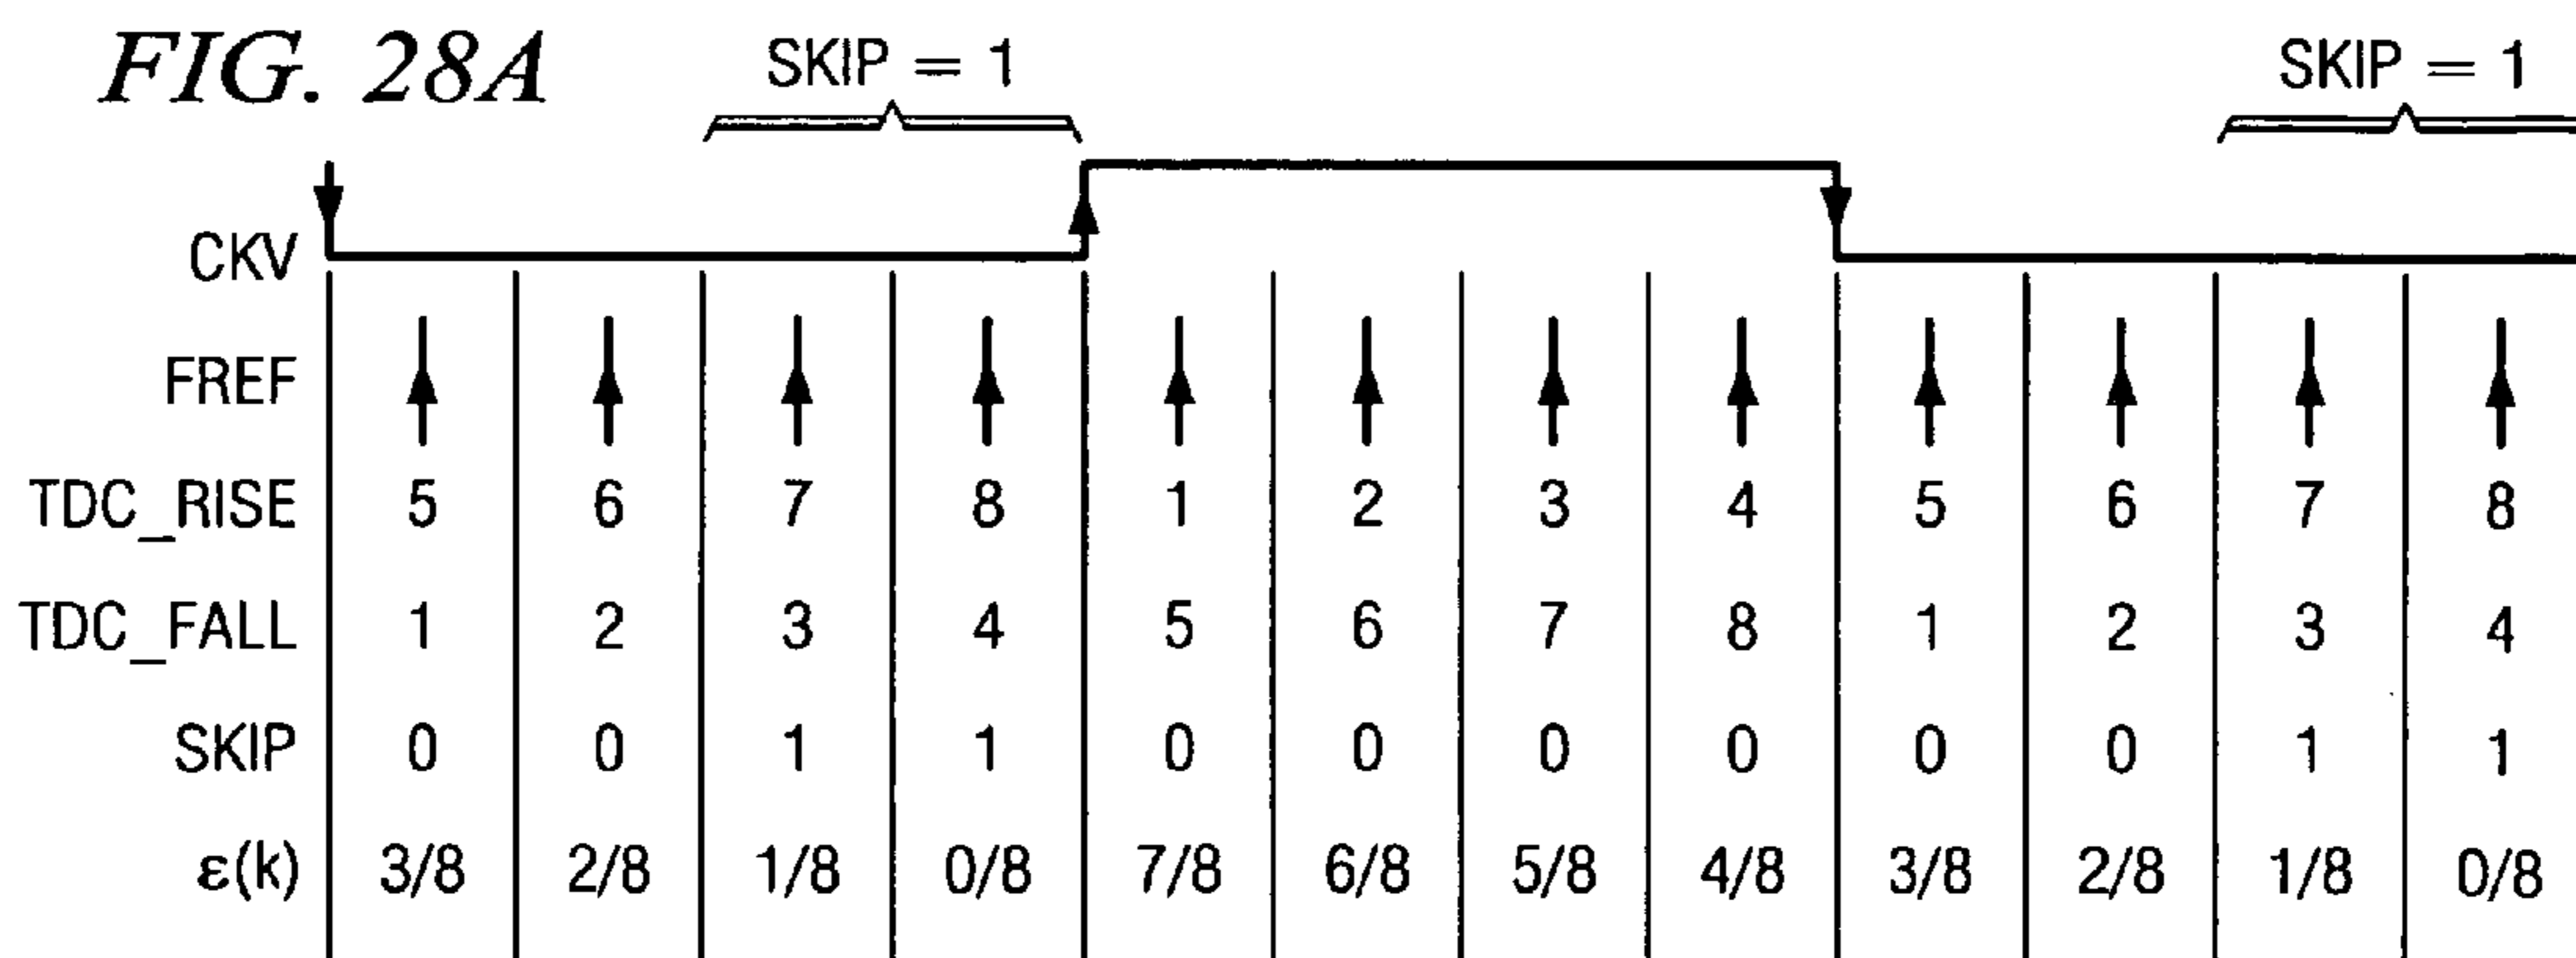 FIG. 28A
SKIP = 1 SKIP = 1
CKV
FREF
TDC_RISE 5 6 7 8 1 2 3 4 5 6 7 8
TDC_FALL 1 2 3 4 5 6 7 8 1 2 3 4
SKIP 0 0 1 1 0 0 0 0 0 0 1 1
ε(k) 3/8 2/8 1/8 0/8 7/8 6/8 5/8 4/8 3/8 2/8 1/8 0/8